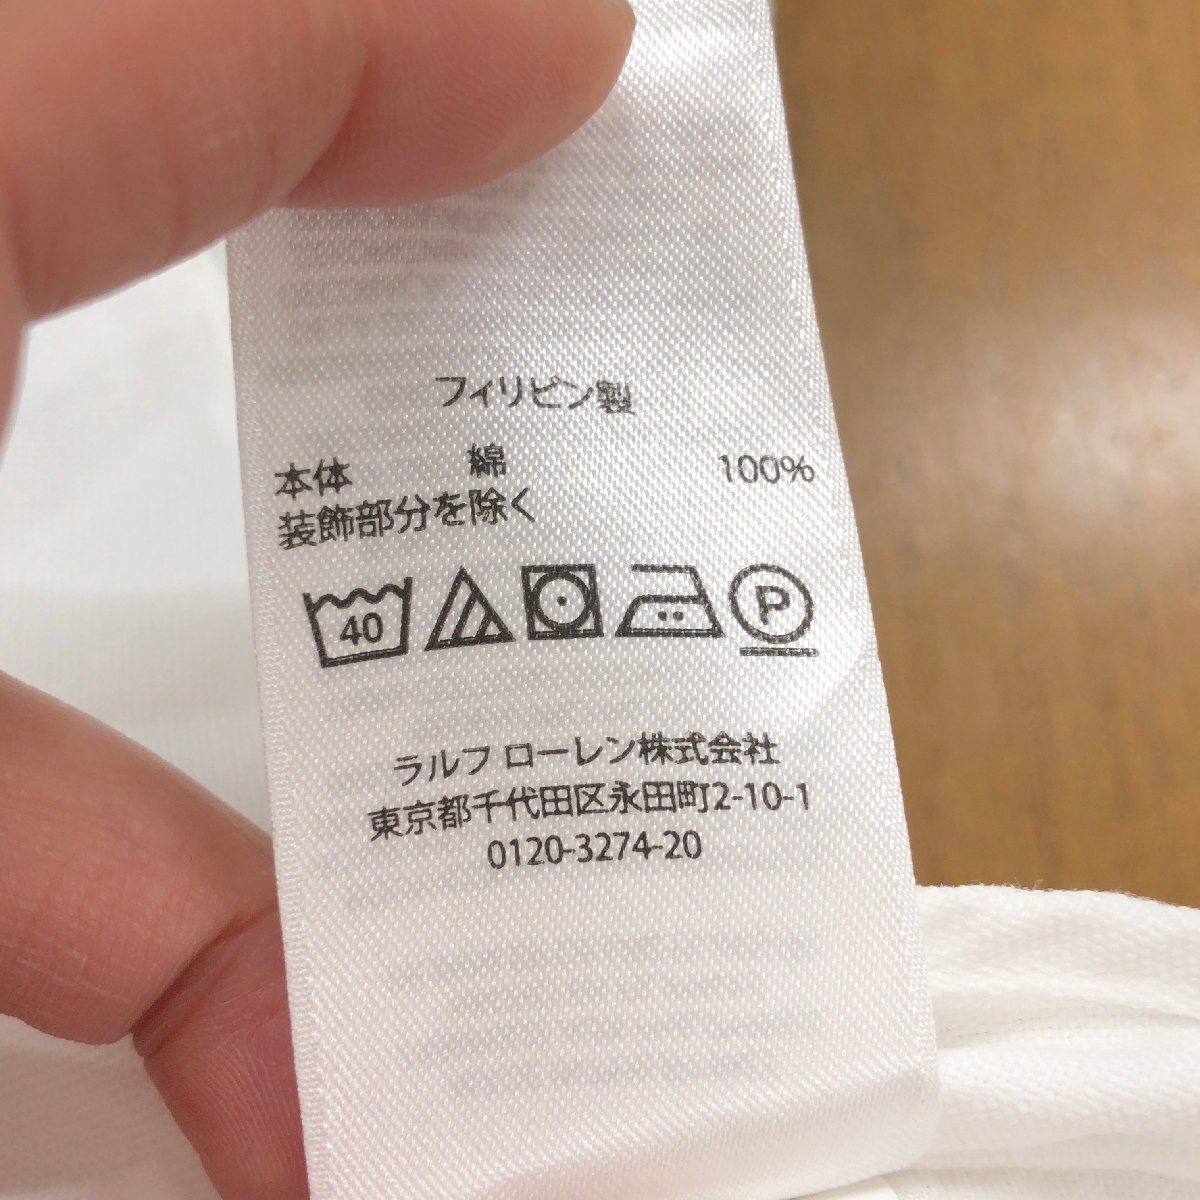 フィリピン製
本体 綿 100%
装飾部分を除く
40 P
ラルフ ローレン株式会社
東京都千代田区永田町2-10-1
0120-3274-20